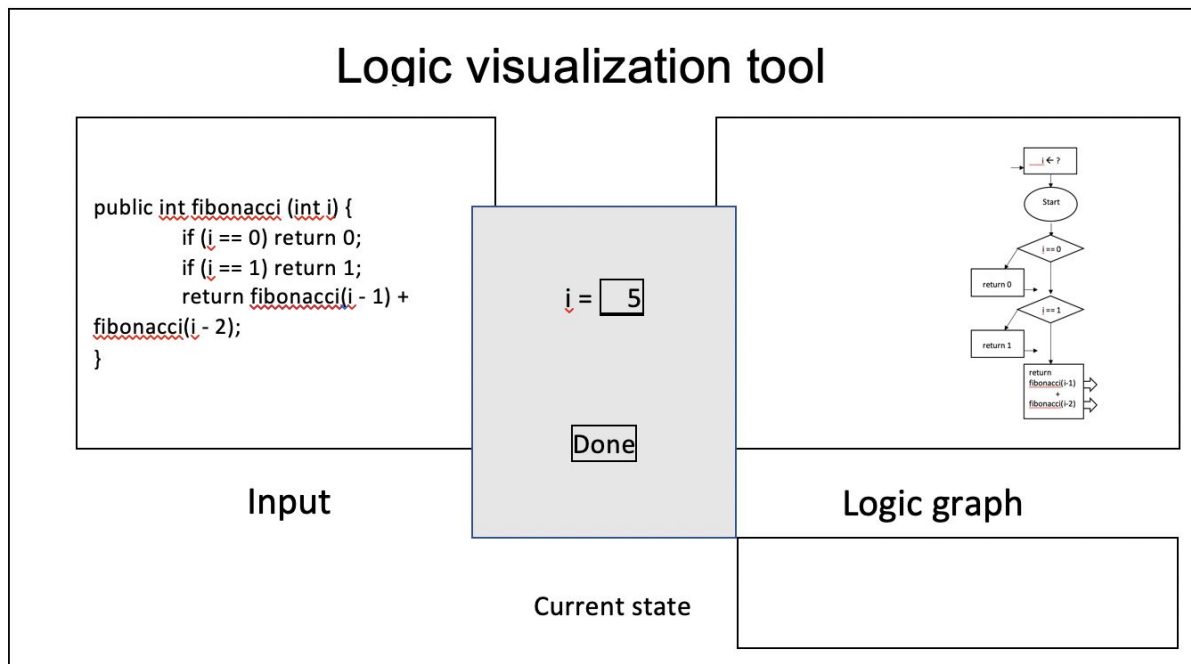 Logic visualization tool
public int fibonacci (int i) {
if (i == 0) return 0;
if (i == 1) return 1;
return fibonacci(i - 1) +
fibonacci(i - 2);
}
i = 5
Done
i ← ?
Start
i == 0
return 0
i == 1
return 1
return
fibonacci(i-1)
+
fibonacci(i-2)
Input
Logic graph
Current state